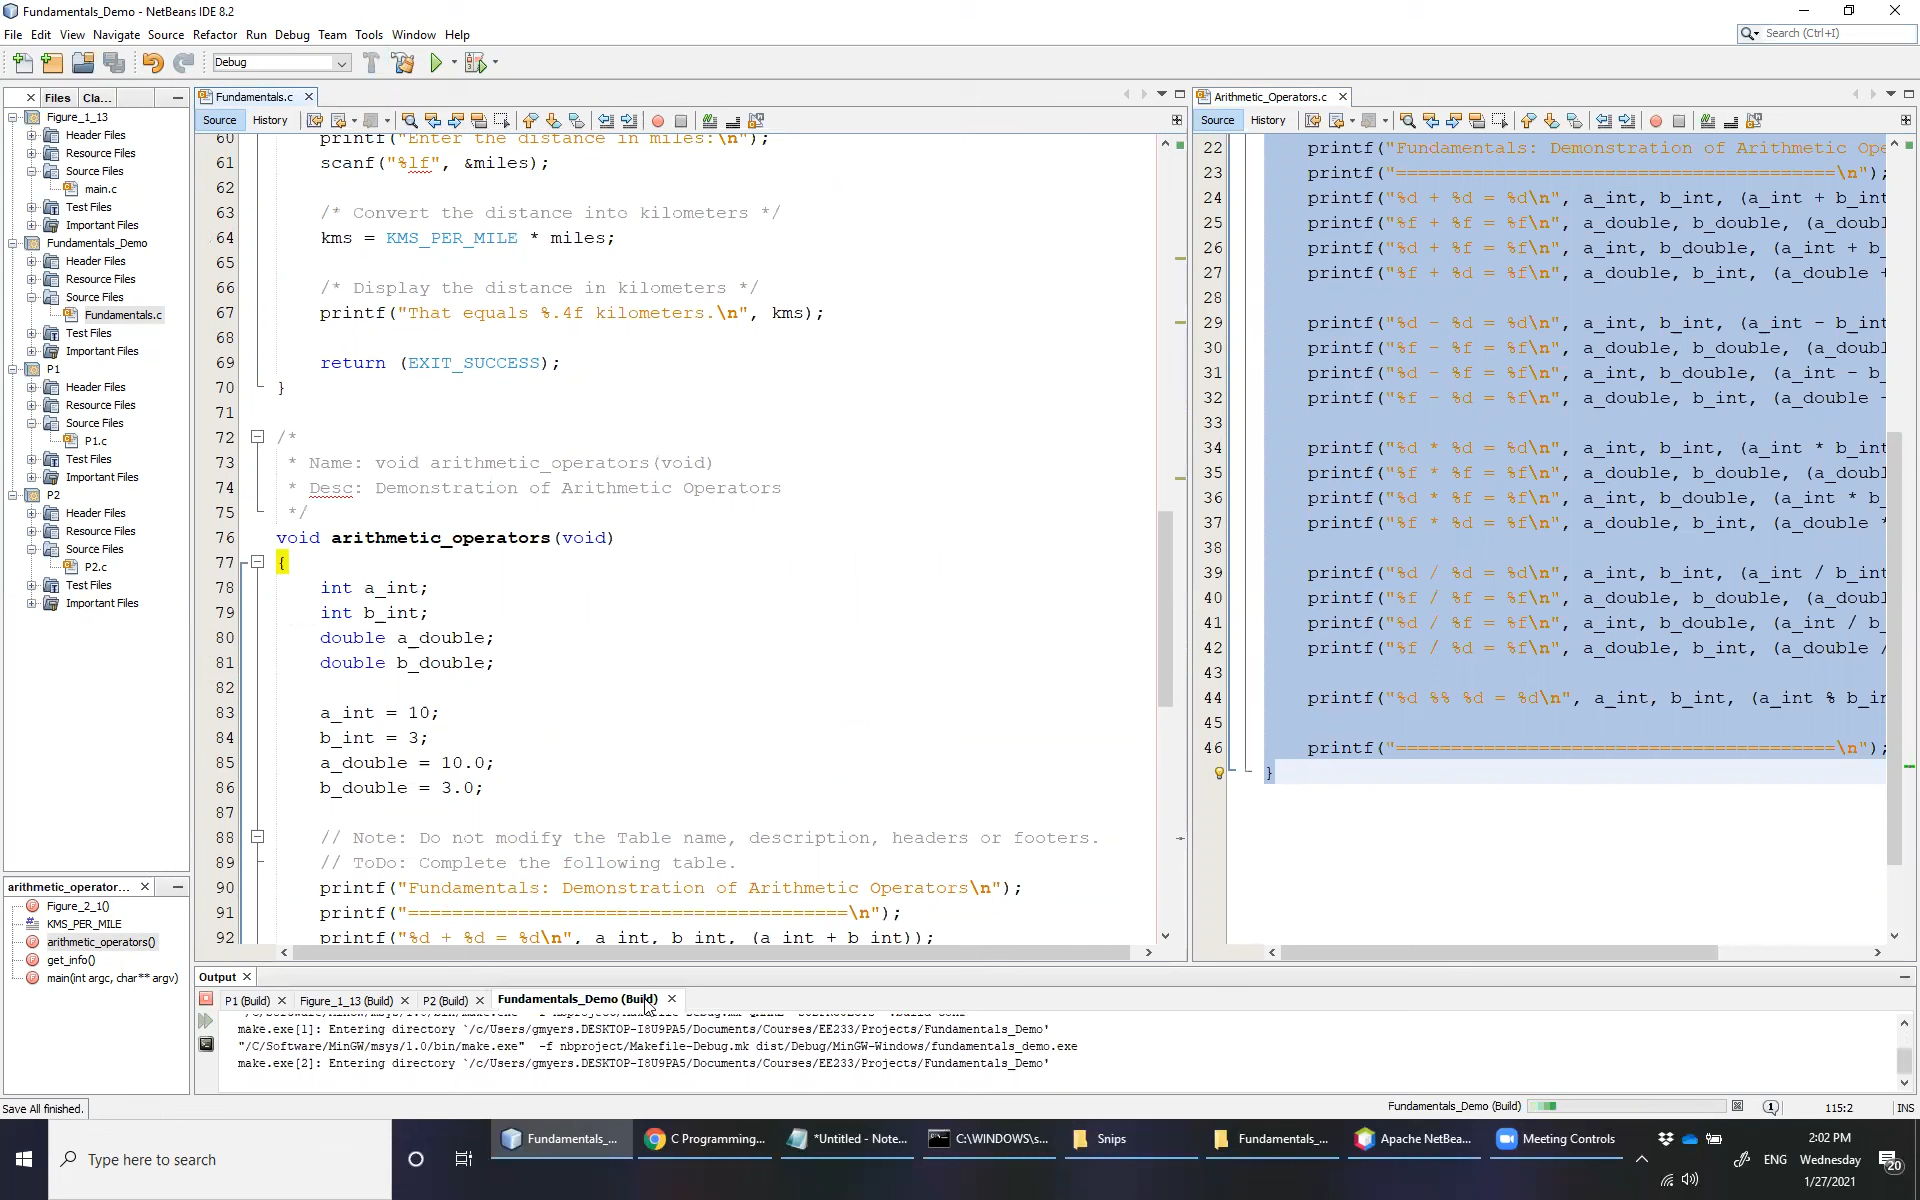 Fundamentals_Demo - NetBeans IDE 8.2
File Edit View Navigate Source Refactor Run Debug Team Tools Window Help
Search (Ctrl+I)
Debug
Files Cla...
Figure_1_13
Header Files
Resource Files
Source Files
main.c
Test Files
Important Files
Fundamentals_Demo
Header Files
Resource Files
Source Files
Fundamentals.c
Test Files
Important Files
P1
Header Files
Resource Files
Source Files
P1.c
Test Files
Important Files
P2
Header Files
Resource Files
Source Files
P2.c
Test Files
Important Files
arithmetic_operator...
Figure_2_1()
KMS_PER_MILE
arithmetic_operators()
get_info()
main(int argc, char** argv)
Fundamentals.c
Source History
60 printf("Enter the distance in miles:\n");
61 scanf("%lf", &miles);
62
63 /* Convert the distance into kilometers */
64 kms = KMS_PER_MILE * miles;
65
66 /* Display the distance in kilometers */
67 printf("That equals %.4f kilometers.\n", kms);
68
69 return (EXIT_SUCCESS);
70 }
71
72 /*
73 * Name: void arithmetic_operators(void)
74 * Desc: Demonstration of Arithmetic Operators
75 */
76 void arithmetic_operators(void)
77 {
78 int a_int;
79 int b_int;
80 double a_double;
81 double b_double;
82
83 a_int = 10;
84 b_int = 3;
85 a_double = 10.0;
86 b_double = 3.0;
87
88 // Note: Do not modify the Table name, description, headers or footers.
89 // ToDo: Complete the following table.
90 printf("Fundamentals: Demonstration of Arithmetic Operators\n");
91 printf("========================================\n");
92 printf("%d + %d = %d\n", a_int, b_int, (a_int + b_int));
Arithmetic_Operators.c
Source History
22 printf("Fundamentals: Demonstration of Arithmetic Ope
23 printf("========================================\n");
24 printf("%d + %d = %d\n", a_int, b_int, (a_int + b_int
25 printf("%f + %f = %f\n", a_double, b_double, (a_doubl
26 printf("%d + %f = %f\n", a_int, b_double, (a_int + b_
27 printf("%f + %d = %f\n", a_double, b_int, (a_double +
28
29 printf("%d - %d = %d\n", a_int, b_int, (a_int - b_int
30 printf("%f - %f = %f\n", a_double, b_double, (a_doubl
31 printf("%d - %f = %f\n", a_int, b_double, (a_int - b_
32 printf("%f - %d = %f\n", a_double, b_int, (a_double -
33
34 printf("%d * %d = %d\n", a_int, b_int, (a_int * b_int
35 printf("%f * %f = %f\n", a_double, b_double, (a_doubl
36 printf("%d * %f = %f\n", a_int, b_double, (a_int * b_
37 printf("%f * %d = %f\n", a_double, b_int, (a_double *
38
39 printf("%d / %d = %d\n", a_int, b_int, (a_int / b_int
40 printf("%f / %f = %f\n", a_double, b_double, (a_doubl
41 printf("%d / %f = %f\n", a_int, b_double, (a_int / b_
42 printf("%f / %d = %f\n", a_double, b_int, (a_double /
43
44 printf("%d %% %d = %d\n", a_int, b_int, (a_int % b_in
45
46 printf("========================================\n");
}
Output
P1 (Build) Figure_1_13 (Build) P2 (Build) Fundamentals_Demo (Build)
make.exe[1]: Entering directory `/c/Users/gmyers.DESKTOP-I8U9PA5/Documents/Courses/EE233/Projects/Fundamentals_Demo'
"/C/Software/MinGW/msys/1.0/bin/make.exe" -f nbproject/Makefile-Debug.mk dist/Debug/MinGW-Windows/fundamentals_demo.exe
make.exe[2]: Entering directory `/c/Users/gmyers.DESKTOP-I8U9PA5/Documents/Courses/EE233/Projects/Fundamentals_Demo'
Save All finished.
Fundamentals_Demo (Build)
1
115:2
INS
Type here to search
Fundamentals_...
C Programming...
*Untitled - Note...
C:\WINDOWS\s...
Snips
Fundamentals_...
Apache NetBea...
Meeting Controls
ENG
2:02 PM
Wednesday
1/27/2021
20